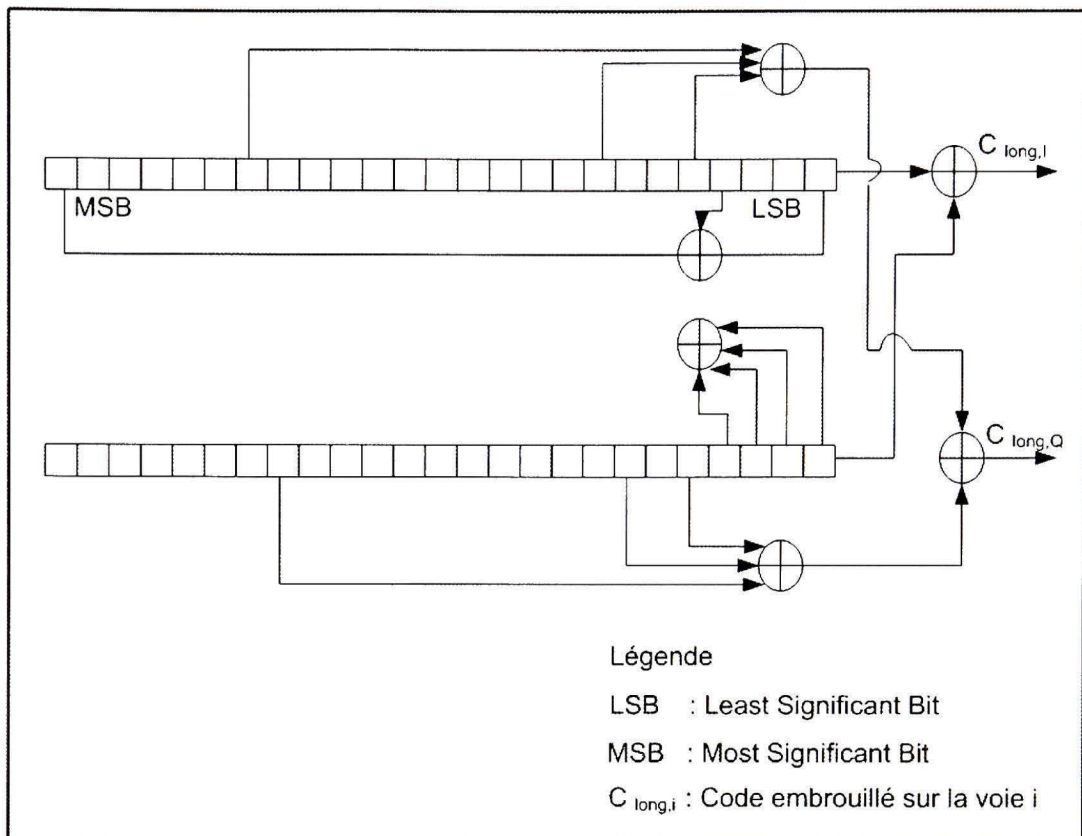 C long,I
MSB
LSB
C long,Q
Légende
LSB : Least Significant Bit
MSB : Most Significant Bit
C long,i : Code embrouillé sur la voie i